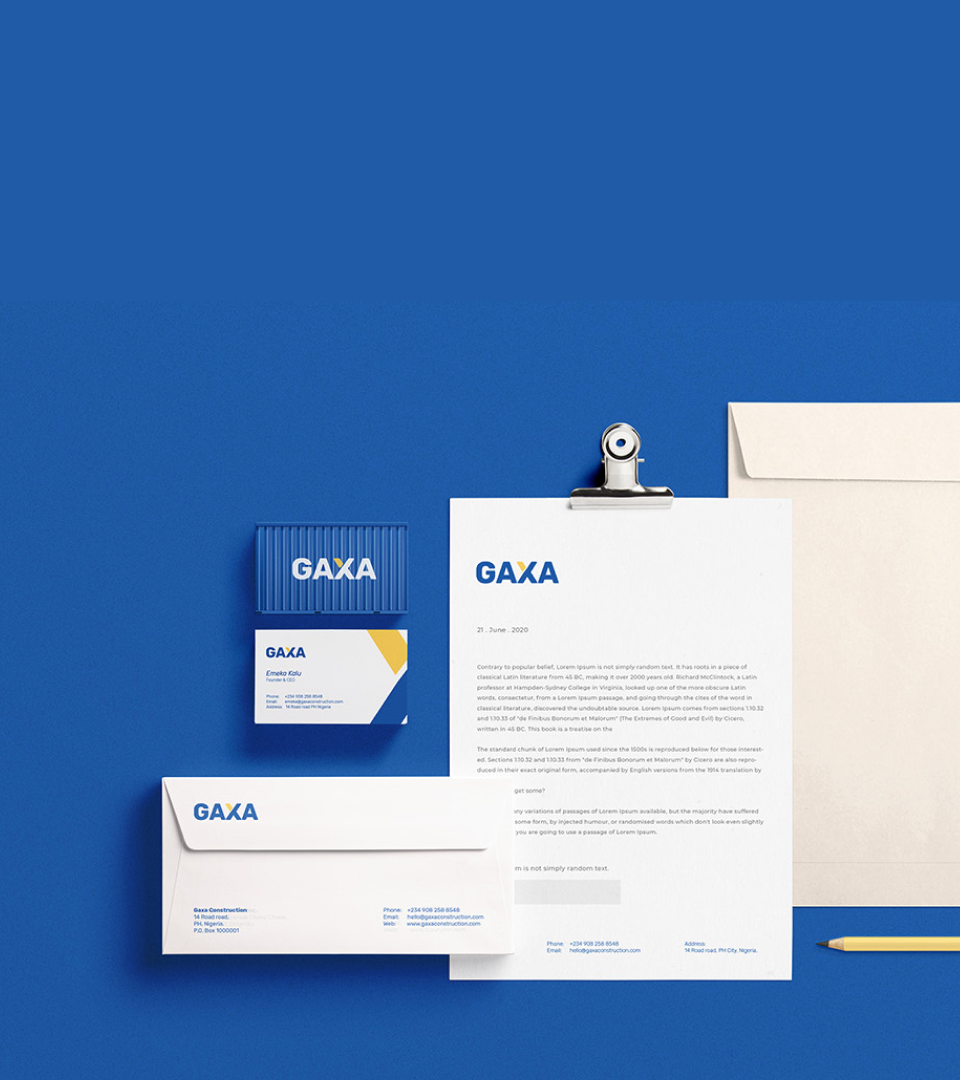 GAXA
GAXA
Emeka Kalu
Founder & CEO
Phone: +234 908 258 8548
Email: emeka@gaxaconstruction.com
Address: 14 Road road PH Nigeria
GAXA
21 . June . 2020
Contrary to popular belief, Lorem Ipsum is not simply random text. It has roots in a piece of
classical Latin literature from 45 BC, making it over 2000 years old. Richard McClintock, a Latin
professor at Hampden-Sydney College in Virginia, looked up one of the more obscure Latin
words, consectetur, from a Lorem Ipsum passage, and going through the cites of the word in
classical literature, discovered the undoubtable source. Lorem Ipsum comes from sections 1.10.32
and 1.10.33 of "de Finibus Bonorum et Malorum" (The Extremes of Good and Evil) by Cicero,
written in 45 BC. This book is a treatise on the
The standard chunk of Lorem Ipsum used since the 1500s is reproduced below for those interest-
ed. Sections 1.10.32 and 1.10.33 from "de Finibus Bonorum et Malorum" by Cicero are also repro-
duced in their exact original form, accompanied by English versions from the 1914 translation by
get some?
ny variations of passages of Lorem Ipsum available, but the majority have suffered
some form, by injected humour, or randomised words which don't look even slightly
you are going to use a passage of Lorem Ipsum.
m is not simply random text.
Phone: +234 908 258 8548
Email: hello@gaxaconstruction.com
Address:
14 Road road, PH City, Nigeria.
GAXA
Gaxa Construction
14 Road road,
PH, Nigeria.
P.O. Box 1000001
Phone: +234 908 258 8548
Email: hello@gaxaconstruction.com
Web: www.gaxaconstruction.com